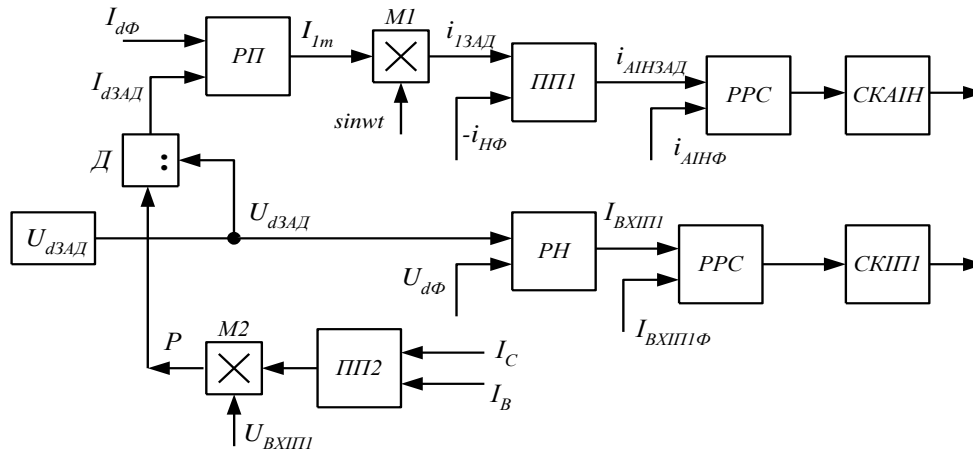 I_dФ
РП
I_1m
M1
i_1ЗАД
ПП1
i_АІНЗАД
РРС
СКАІН
I_dЗАД
sinwt
-i_НФ
i_АІНФ
Д
:
:
U_dЗАД
U_dЗАД
РН
I_ВХІП1
РРС
СКІП1
U_dФ
I_ВХІП1Ф
P
M2
ПП2
I_C
I_B
U_ВХІП1